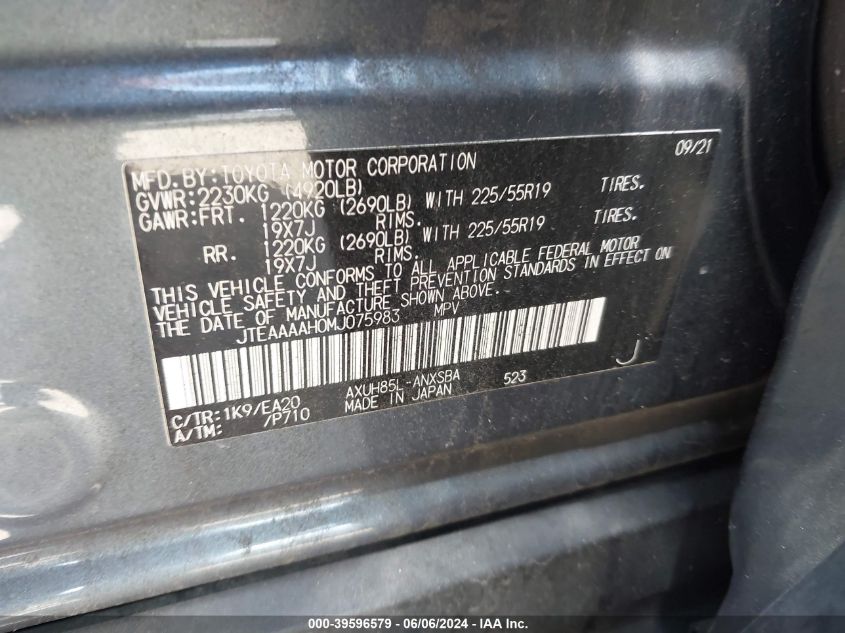 MFD.BY:TOYOTA MOTOR CORPORATION 09/21
GVWR:2230KG (4920LB)
GAWR:FRT. 1220KG (2690LB) WITH 225/55R19 TIRES.
19X7J RIMS.
RR. 1220KG (2690LB) WITH 225/55R19 TIRES.
19X7J RIMS.
THIS VEHICLE CONFORMS TO ALL APPLICABLE FEDERAL MOTOR
VEHICLE SAFETY AND THEFT PREVENTION STANDARDS IN EFFECT ON
THE DATE OF MANUFACTURE SHOWN ABOVE.
JTEAAAAH0MJ075983 MPV
C/TR:1K9/EA20 AXUH85L-ANXSBA 523 J
A/TM: /P710 MADE IN JAPAN
000-39596579 - 06/06/2024 - IAA Inc.